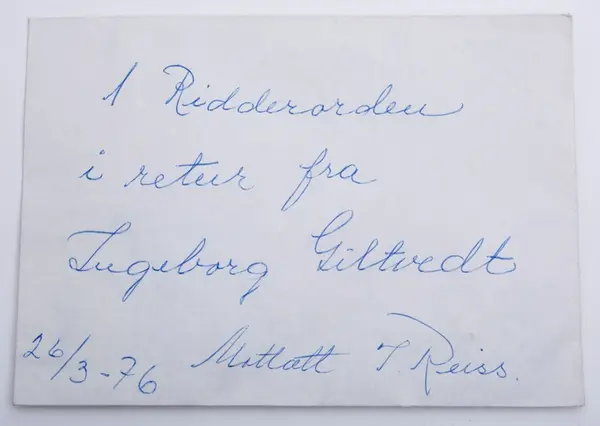 1 Ridderorden
i retur fra
Ingeborg Giltvedt
26/3-76 Mottatt T. Reiss.